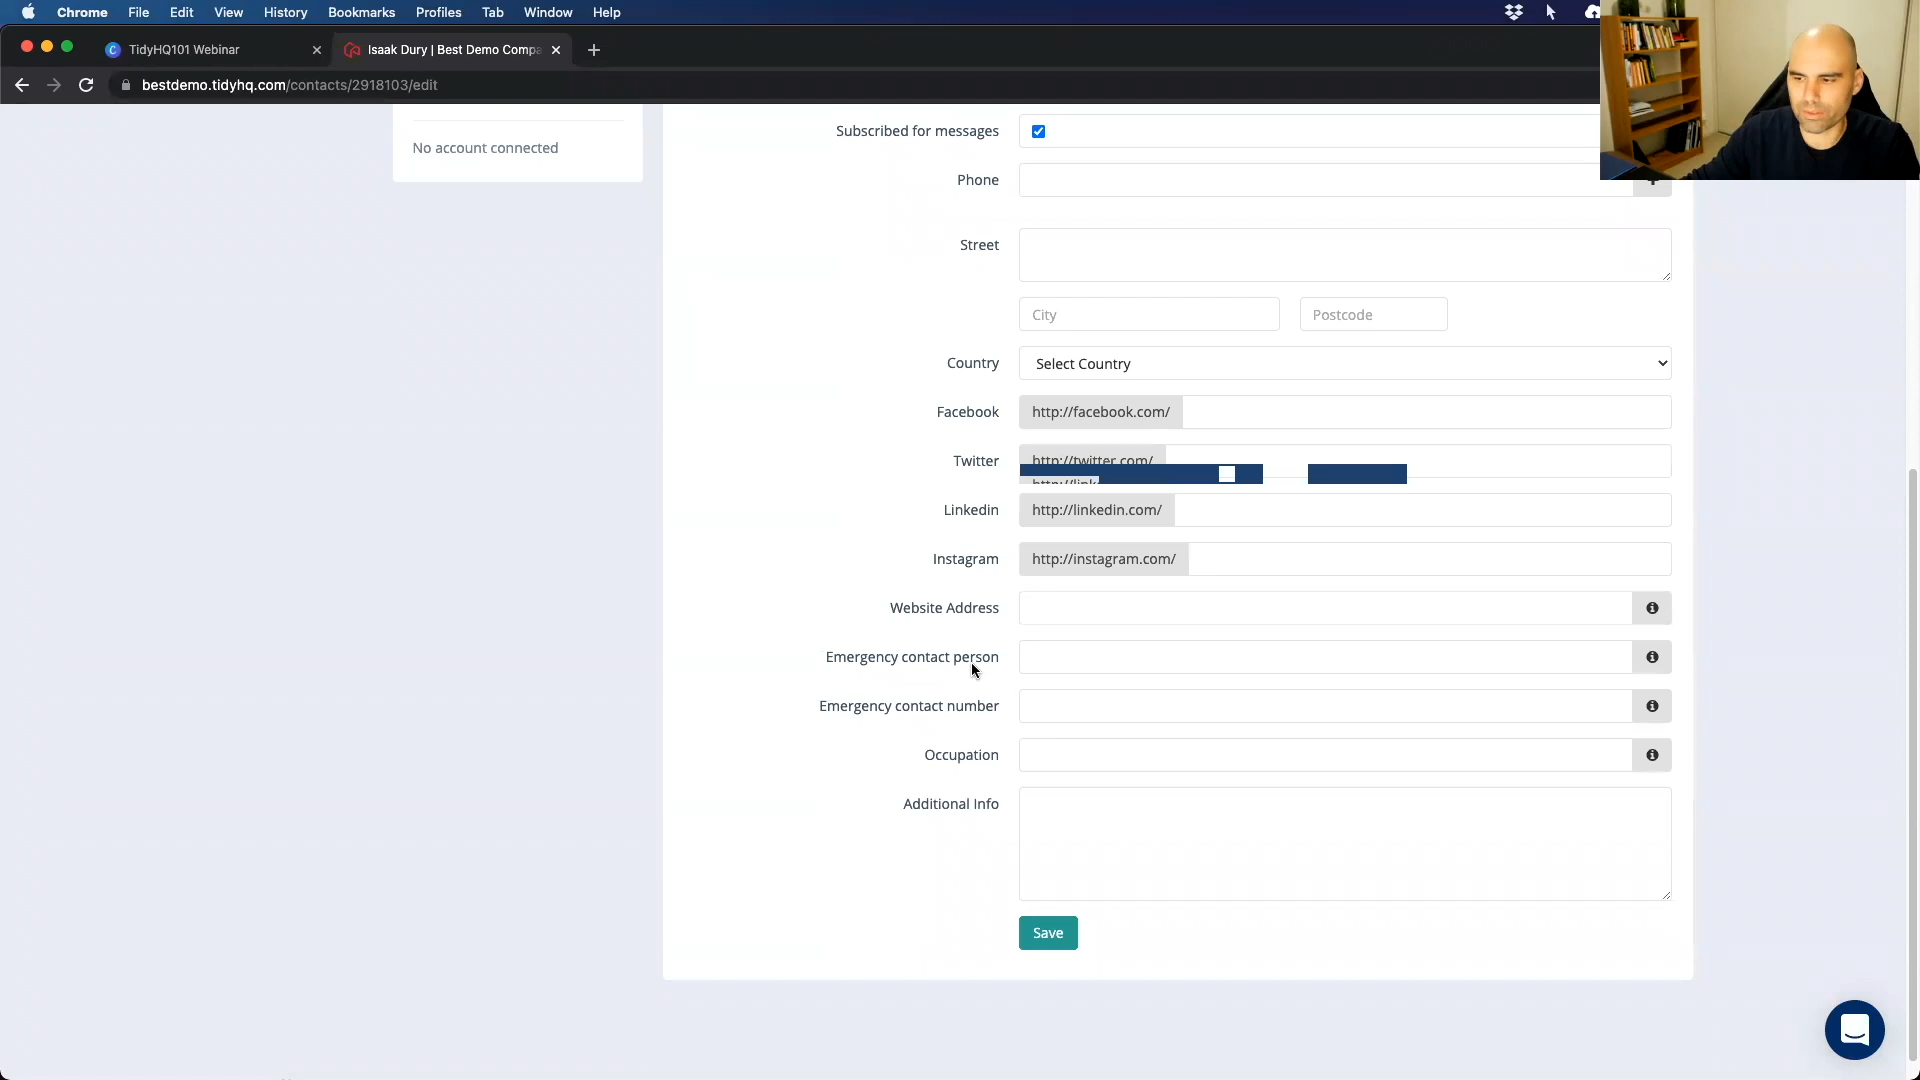 Chrome File Edit View History Bookmarks Profiles Tab Window Help
TidyHQ101 Webinar
Isaak Dury | Best Demo Compa
bestdemo.tidyhq.com/contacts/2918103/edit
No account connected
Subscribed for messages
Phone
Street
City Postcode
Country Select Country
Facebook http://facebook.com/
Twitter http://twitter.com/
http://link
Linkedin http://linkedin.com/
Instagram http://instagram.com/
Website Address
Emergency contact person
Emergency contact number
Occupation
Additional Info
Save